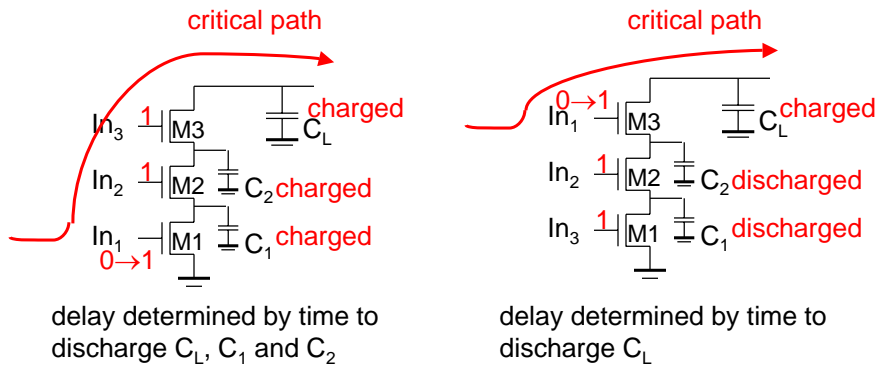 critical path
In3 1 M3 CL charged
In2 1 M2 C2 charged
In1 M1 C1 charged
0→1
delay determined by time to
discharge CL, C1 and C2
critical path
0→1
In1 M3 CL charged
In2 1 M2 C2 discharged
In3 1 M1 C1 discharged
delay determined by time to
discharge CL